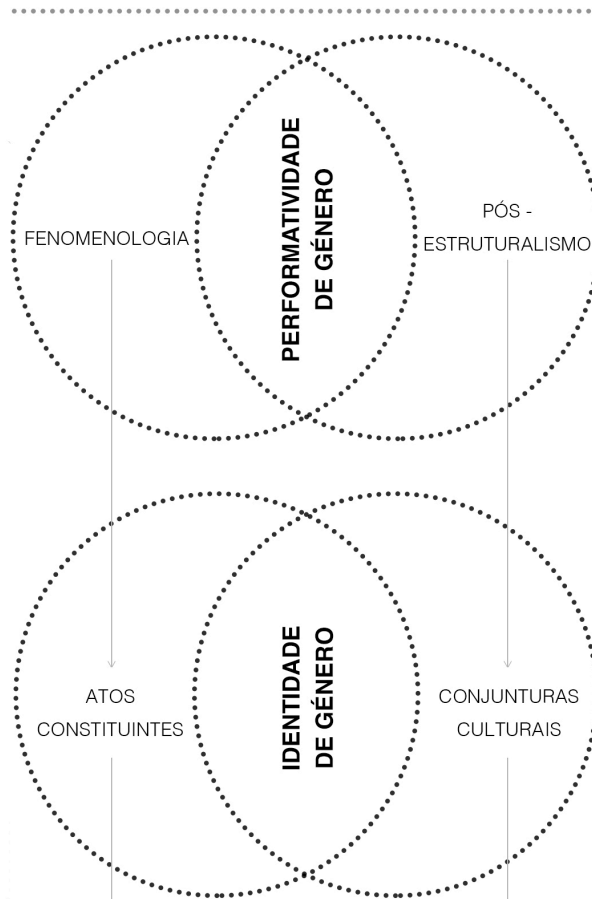 FENOMENOLOGIA
PERFORMATIVIDADE
DE GÉNERO
PÓS -
ESTRUTURALISMO
ATOS
CONSTITUINTES
IDENTIDADE
DE GÉNERO
CONJUNTURAS
CULTURAIS